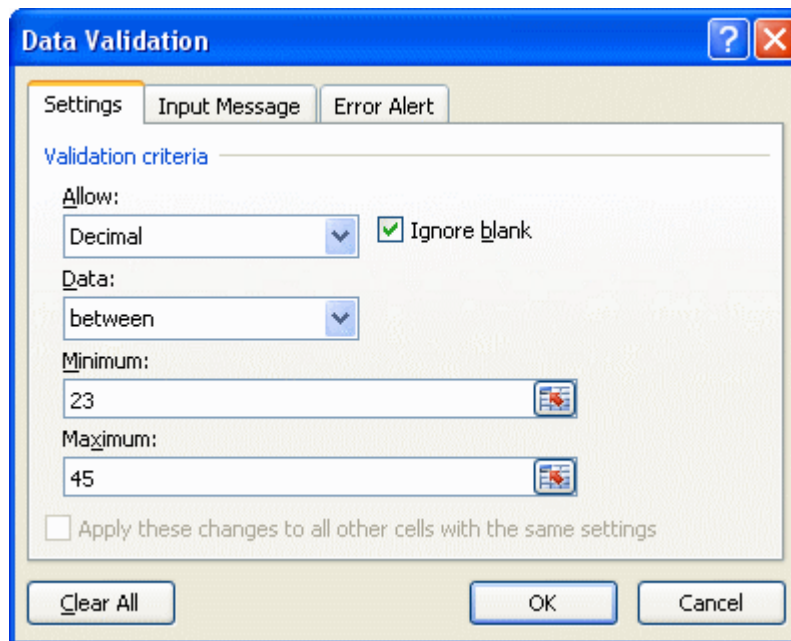 Data Validation
Settings Input Message Error Alert
Validation criteria
Allow:
Decimal Ignore blank
Data:
between
Minimum:
23
Maximum:
45
Apply these changes to all other cells with the same settings
Clear All OK Cancel